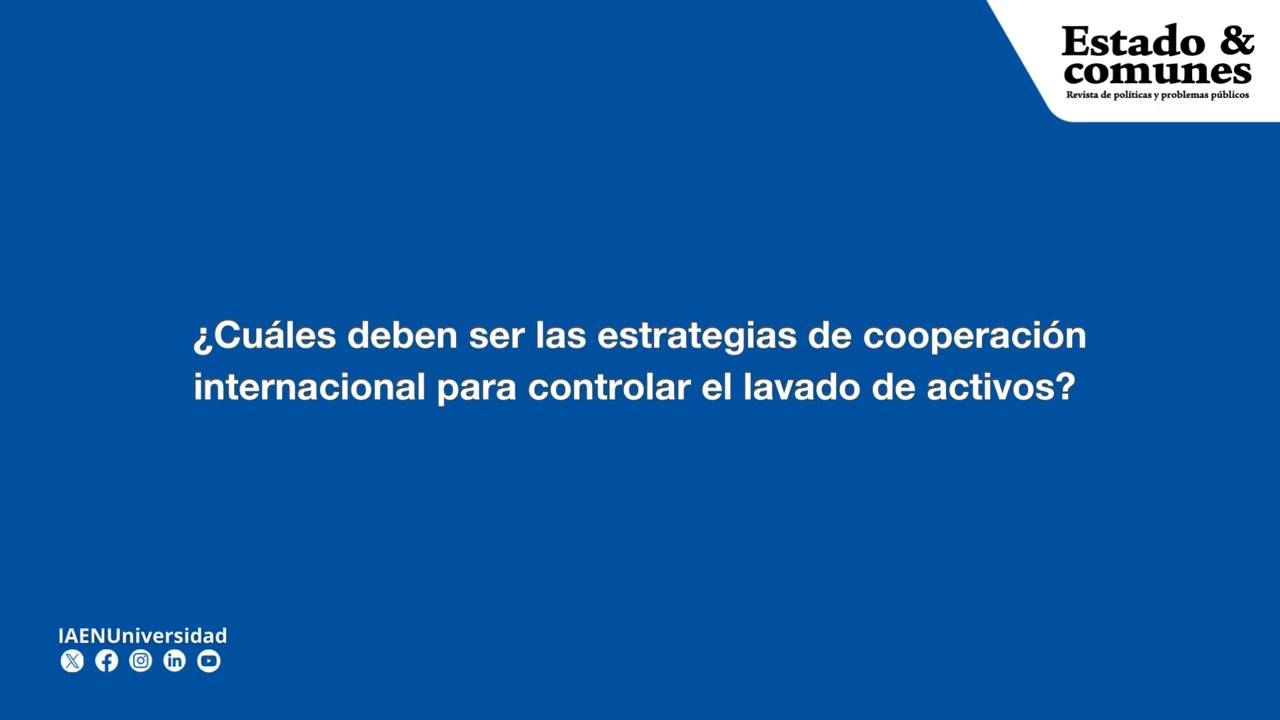 Estado &
comunes
Revista de políticas y problemas públicos
¿Cuáles deben ser las estrategias de cooperación
internacional para controlar el lavado de activos?
IAENUniversidad